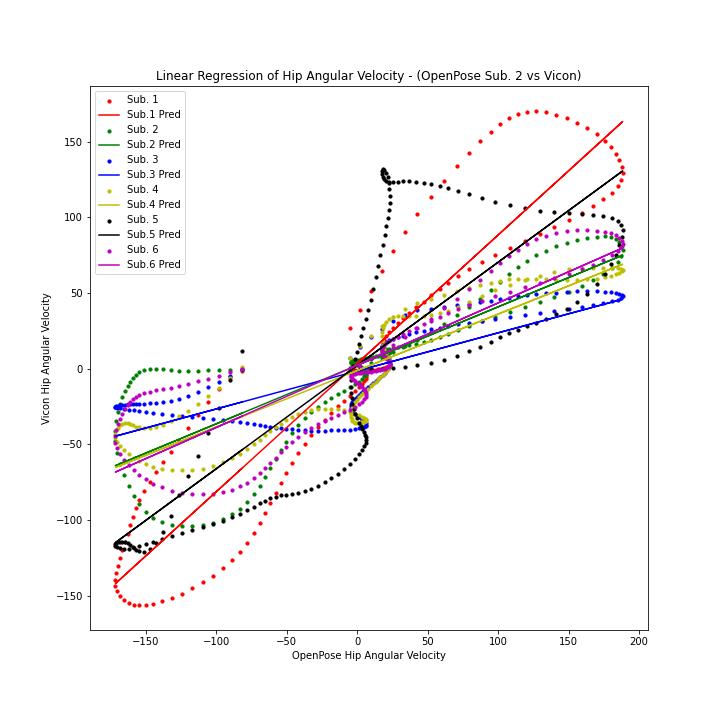 Linear Regression of Hip Angular Velocity - (OpenPose Sub. 2 vs Vicon)
Sub. 1
Sub.1 Pred
Sub. 2
Sub.2 Pred
Sub. 3
Sub.3 Pred
Sub. 4
Sub.4 Pred
Sub. 5
Sub.5 Pred
Sub. 6
Sub.6 Pred
Vicon Hip Angular Velocity
150
100
50
0
−50
−100
−150
−150 −100 −50 0 50 100 150 200
OpenPose Hip Angular Velocity